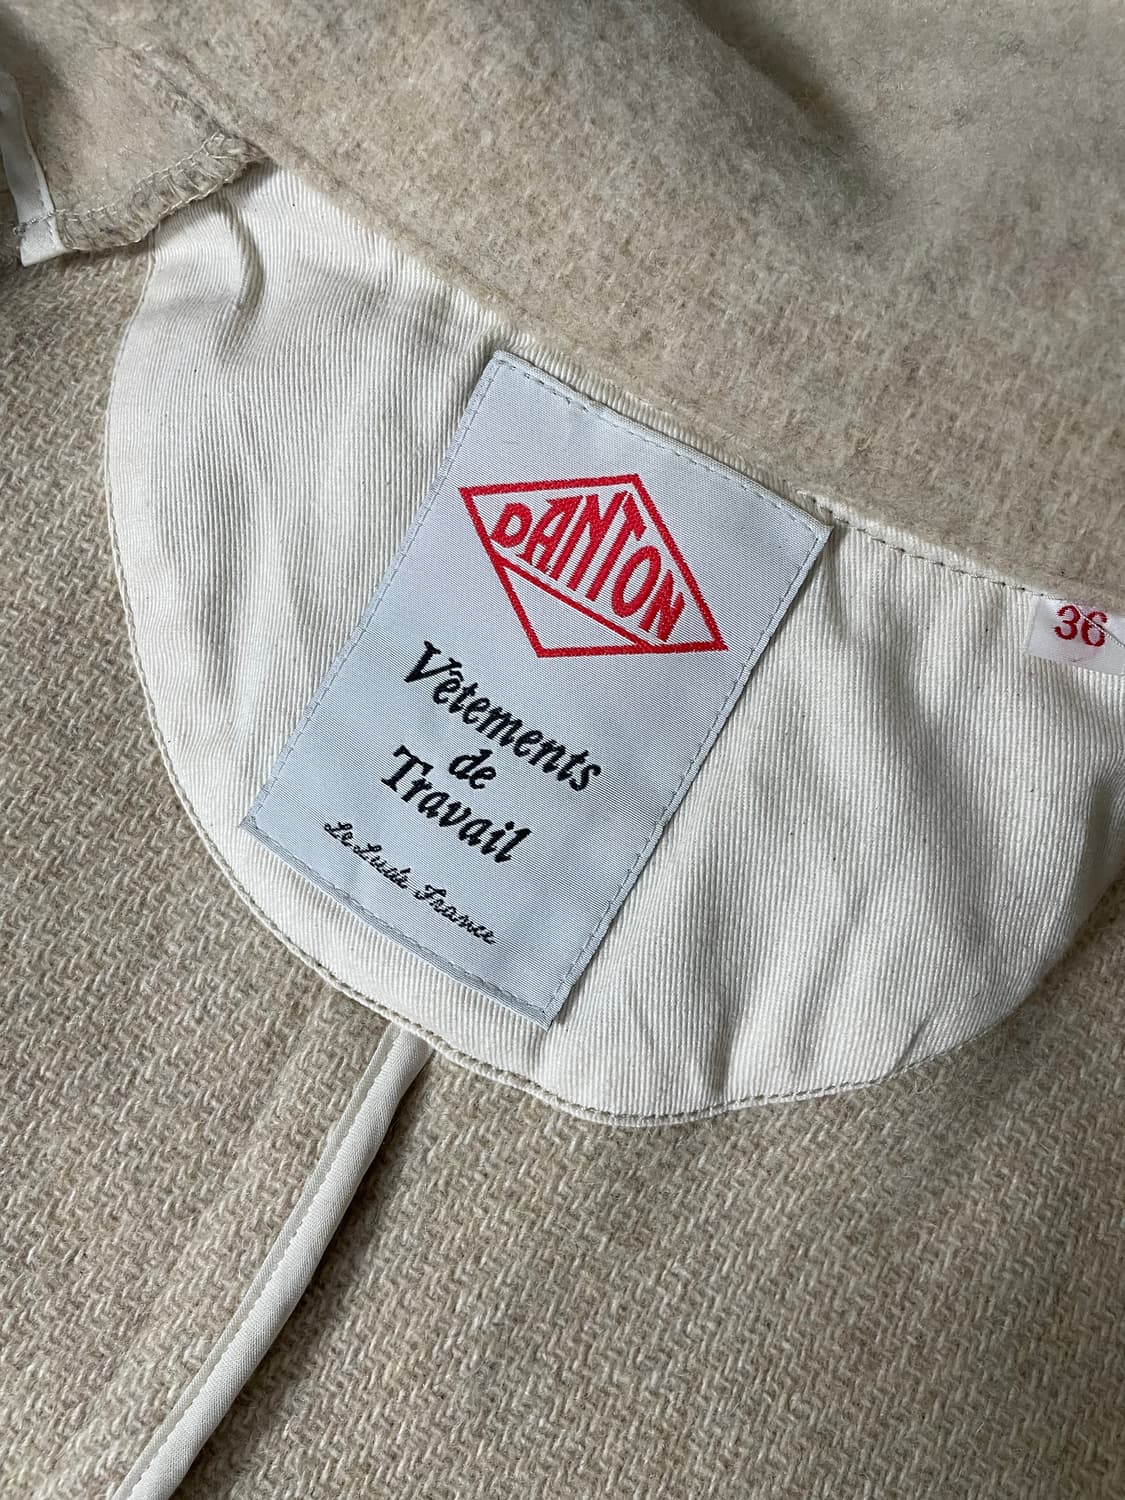 DANTON
Vêtements
de
Travail
Le Lude France
36